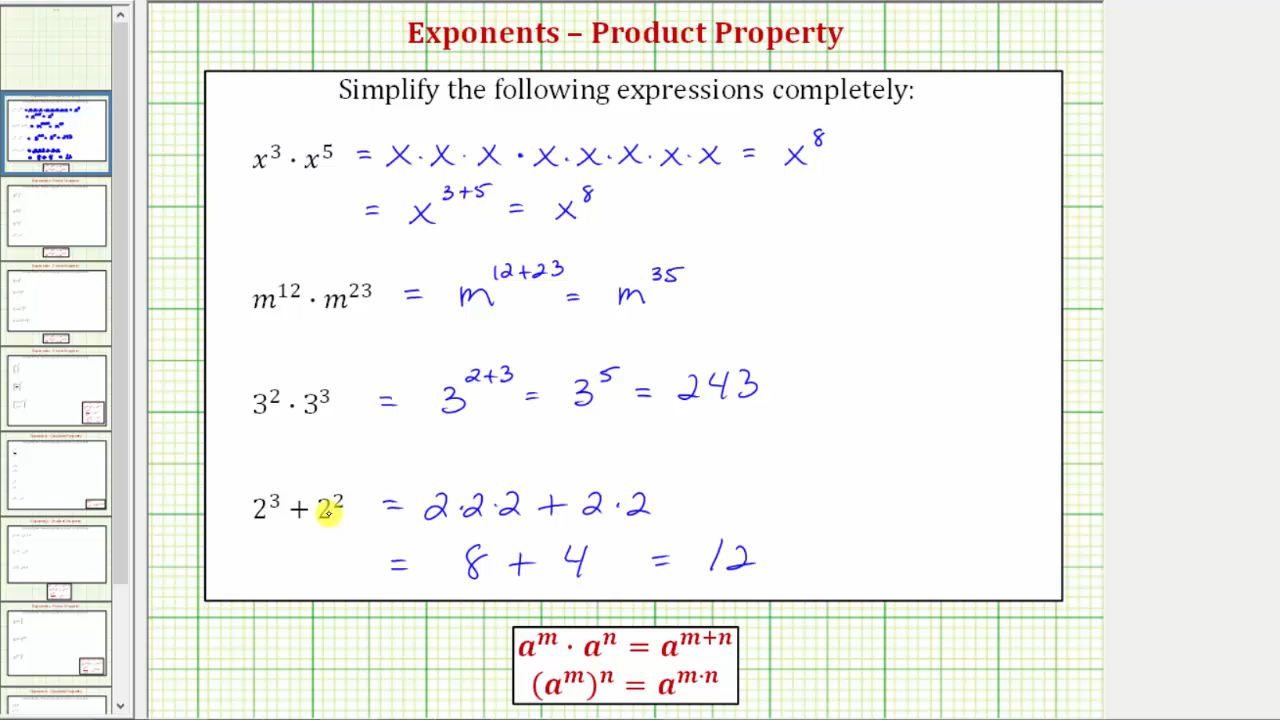 Exponents – Product Property
Simplify the following expressions completely:
x³ · x⁵ = x · x · x · x · x · x · x · x = x⁸
= x³⁺⁵ = x⁸
m¹² · m²³ = m¹²⁺²³ = m³⁵
3² · 3³ = 3²⁺³ = 3⁵ = 243
2³ + 2² = 2·2·2 + 2·2
= 8 + 4 = 12
aᵐ · aⁿ = aᵐ⁺ⁿ
(aᵐ)ⁿ = aᵐ·ⁿ